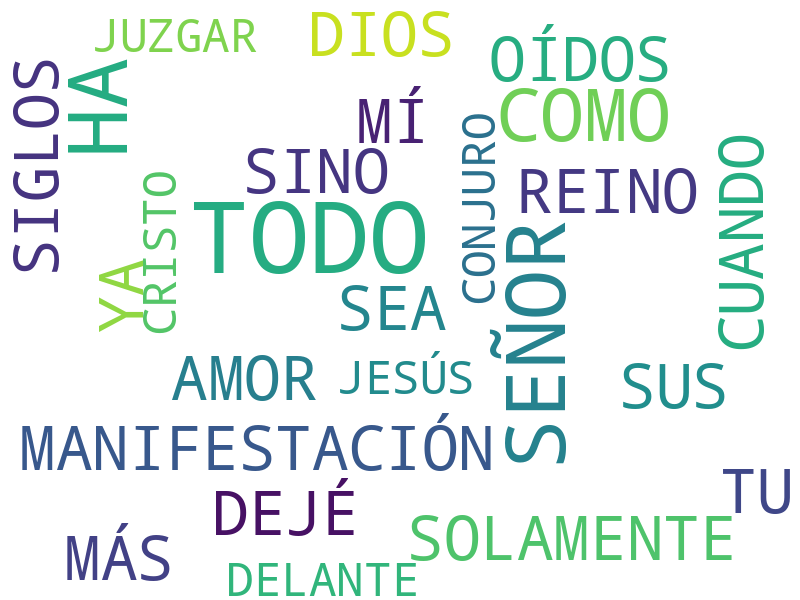 JUZGAR
DIOS
OÍDOS
SIGLOS
HA
MÍ
COMO
CONJURO
SINO
REINO
CUANDO
CRISTO
TODO
YA
SEA
SEÑOR
AMOR
JESÚS
SUS
MANIFESTACIÓN
TU
DEJÉ
SOLAMENTE
MÁS
DELANTE